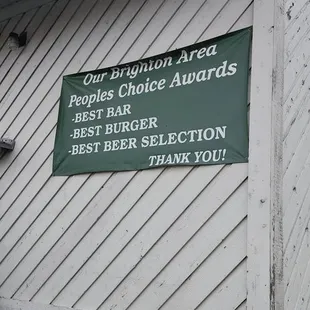 Our Brighton Area
Peoples Choice Awards
-BEST BAR
-BEST BURGER
-BEST BEER SELECTION
THANK YOU!